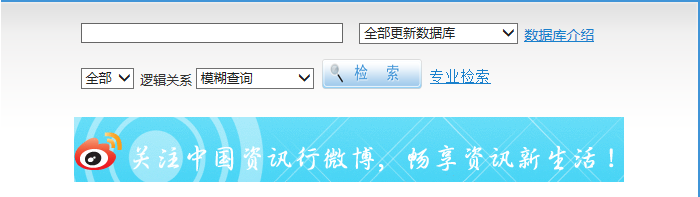 全部更新数据库 数据库介绍
全部 逻辑关系 模糊查询 检 索 专业检索
关注中国资讯行微博，畅享资讯新生活！